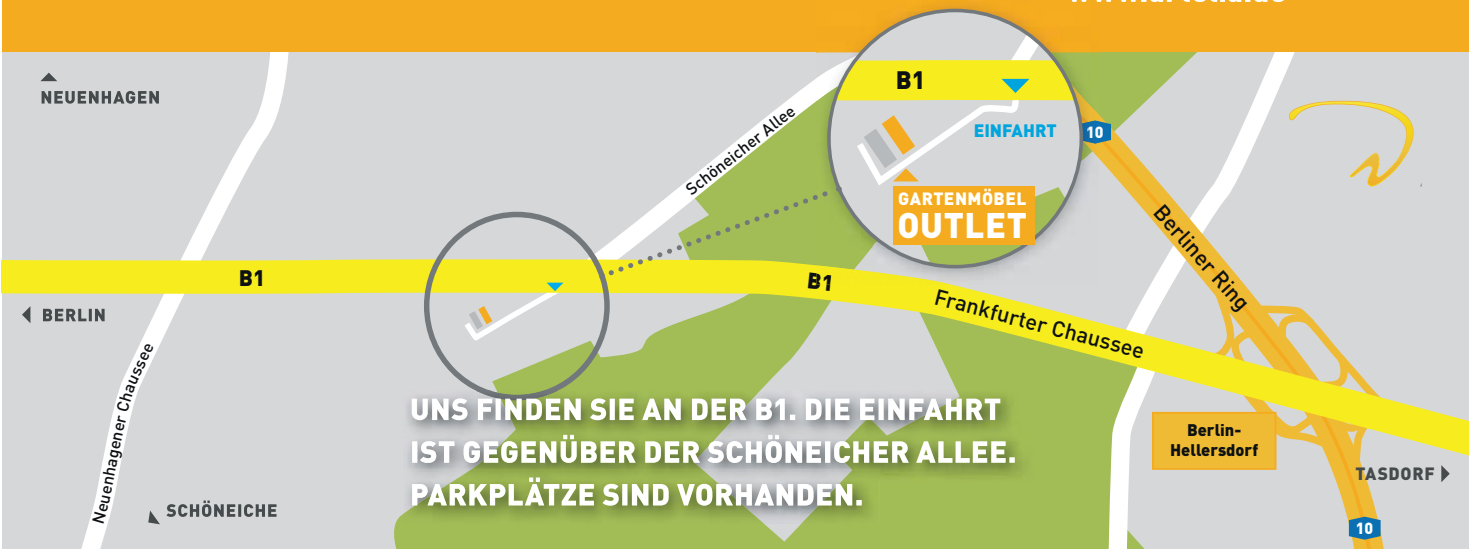 NEUENHAGEN
B1
EINFAHRT
10
Schöneicher Allee
GARTENMÖBEL
OUTLET
Berliner Ring
B1
B1
Frankfurter Chaussee
BERLIN
Neuenhagener Chaussee
UNS FINDEN SIE AN DER B1. DIE EINFAHRT
IST GEGENÜBER DER SCHÖNEICHER ALLEE.
PARKPLÄTZE SIND VORHANDEN.
Berlin-
Hellersdorf
TASDORF
SCHÖNEICHE
10